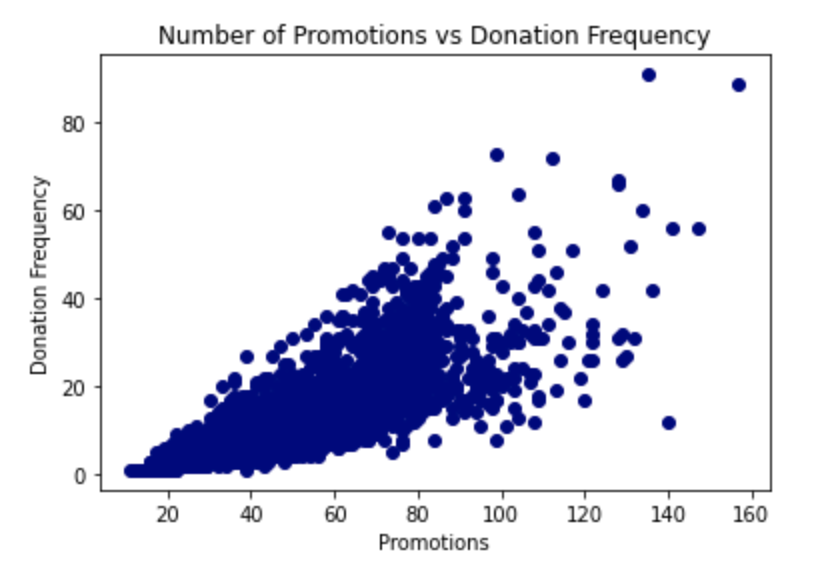 Number of Promotions vs Donation Frequency
80
60
40
20
0
Donation Frequency
20 40 60 80 100 120 140 160
Promotions